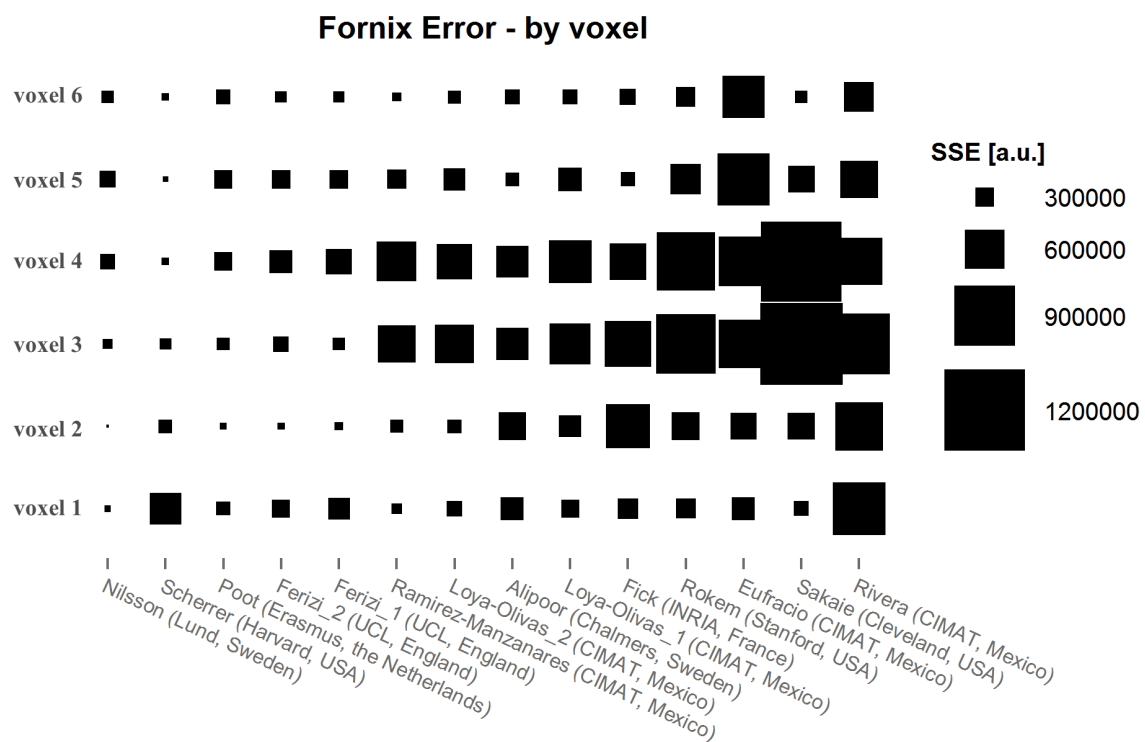 Fornix Error - by voxel
voxel 6
voxel 5
voxel 4
voxel 3
voxel 2
voxel 1
SSE [a.u.]
300000
600000
900000
1200000
Nilsson (Lund, Sweden)
Scherrer (Harvard, USA)
Poot (Erasmus, the Netherlands)
Ferizi_2 (UCL, England)
Ferizi_1 (UCL, England)
Ramirez-Manzanares (CIMAT, Mexico)
Loya-Olivas_2 (CIMAT, Mexico)
Alipoor (Chalmers, Sweden)
Loya-Olivas_1 (CIMAT, Mexico)
Fick (INRIA, France)
Rokem (Stanford, USA)
Eufracio (CIMAT, Mexico)
Sakaie (Cleveland, USA)
Rivera (CIMAT, Mexico)